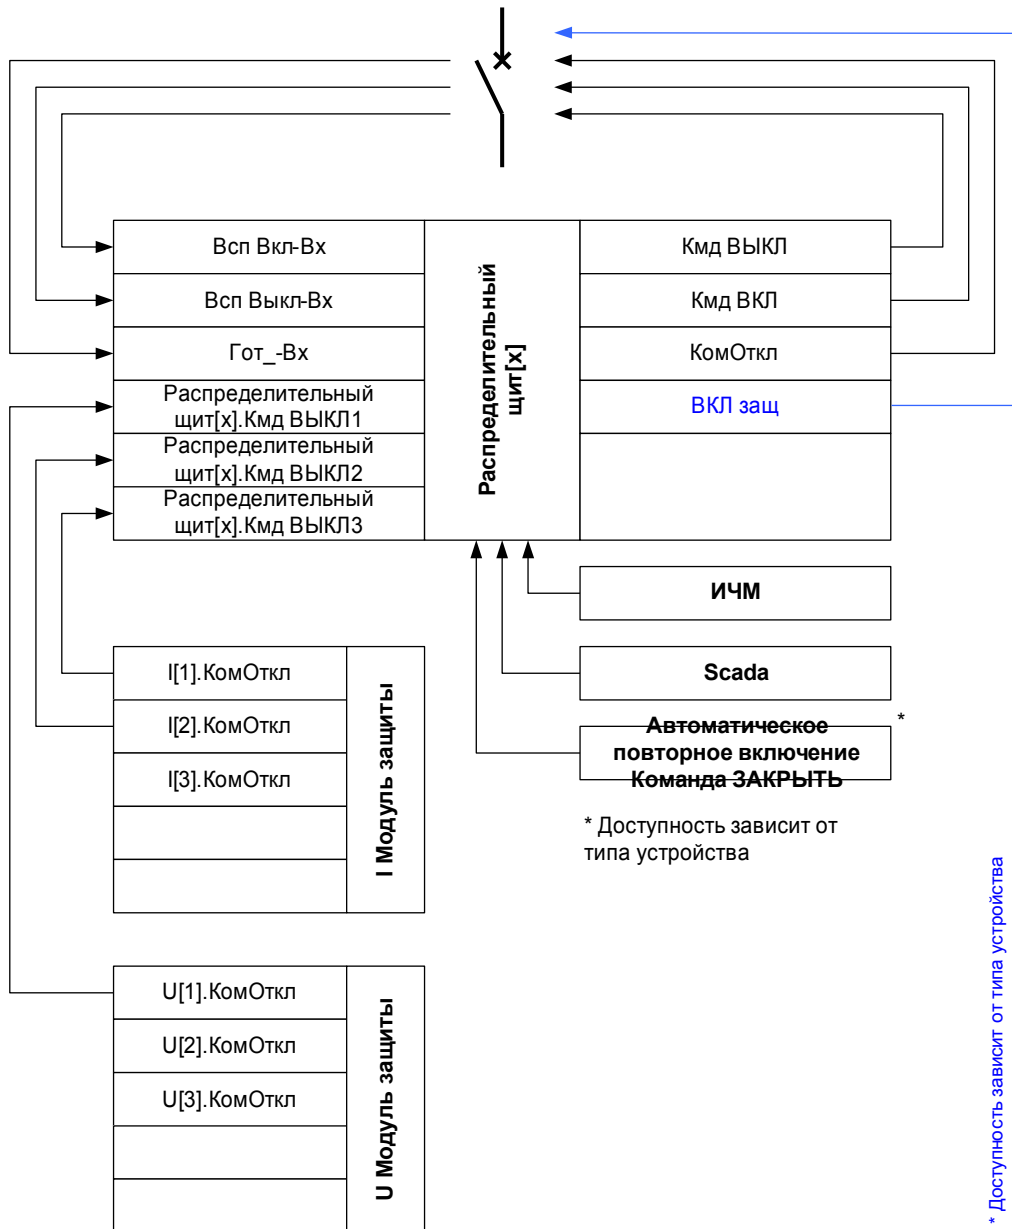 Всп Вкл-Вх
Всп Выкл-Вх
Гот_-Вх
Распределительный
щит[x].Кмд ВЫКЛ1
Распределительный
щит[x].Кмд ВЫКЛ2
Распределительный
щит[x].Кмд ВЫКЛ3
Распределительный
щит[x]
Кмд ВЫКЛ
Кмд ВКЛ
КомОткл
ВКЛ защ
ИЧМ
Scada
Автоматическое
повторное включение
Команда ЗАКРЫТЬ
*
* Доступность зависит от
типа устройства
I[1].КомОткл
I[2].КомОткл
I[3].КомОткл
I Модуль защиты
U[1].КомОткл
U[2].КомОткл
U[3].КомОткл
U Модуль защиты
* Доступность зависит от типа устройства